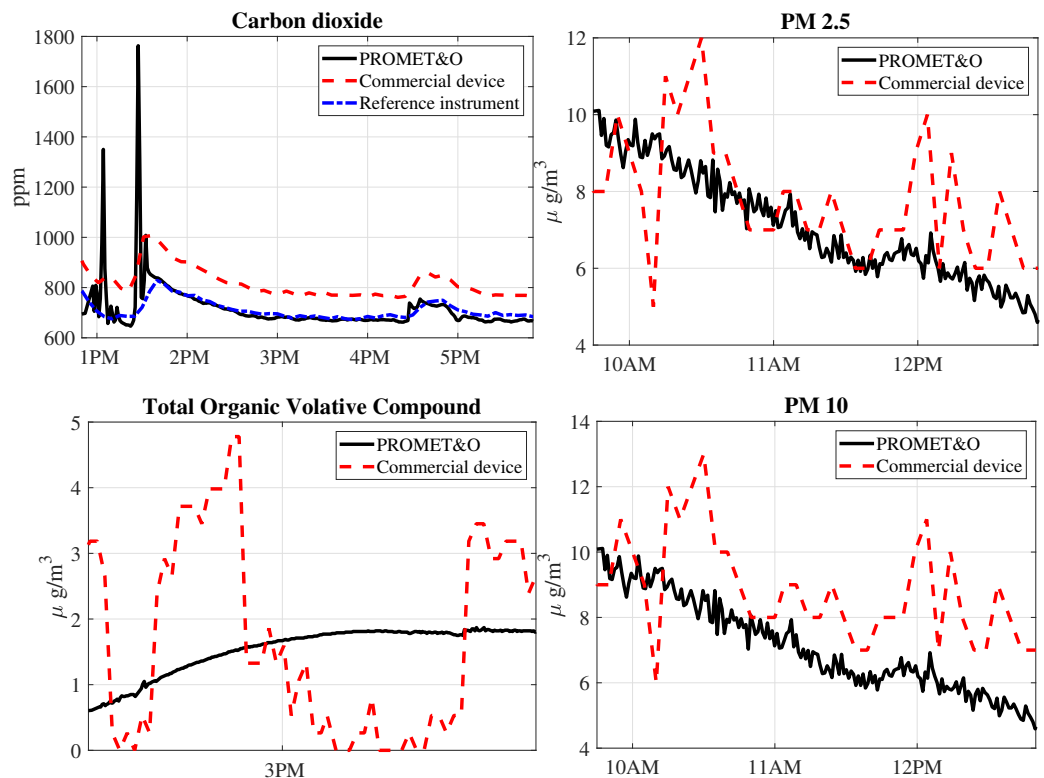 Carbon dioxide
1800
1600
1400
1200
1000
800
600
ppm
PROMET&O
Commercial device
Reference instrument
1PM 2PM 3PM 4PM 5PM
PM 2.5
12
10
8
6
4
μ g/m³
PROMET&O
Commercial device
10AM 11AM 12PM
Total Organic Volative Compound
5
4
3
2
1
0
μ g/m³
PROMET&O
Commercial device
3PM
PM 10
14
12
10
8
6
4
μ g/m³
PROMET&O
Commercial device
10AM 11AM 12PM